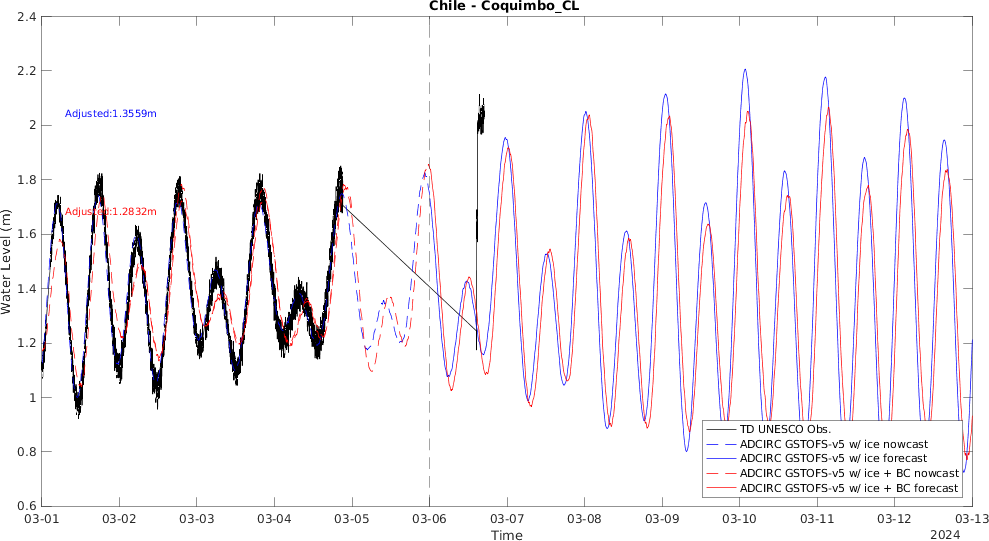 Chile - Coquimbo_CL
2.4
2.2
2
1.8
1.6
1.4
1.2
1
0.8
0.6
Water Level (m)
Adjusted:1.3559m
Adjusted:1.2832m
TD UNESCO Obs.
ADCIRC GSTOFS-v5 w/ ice nowcast
ADCIRC GSTOFS-v5 w/ ice forecast
ADCIRC GSTOFS-v5 w/ ice + BC nowcast
ADCIRC GSTOFS-v5 w/ ice + BC forecast
03-01 03-02 03-03 03-04 03-05 03-06 03-07 03-08 03-09 03-10 03-11 03-12 03-13
Time
2024